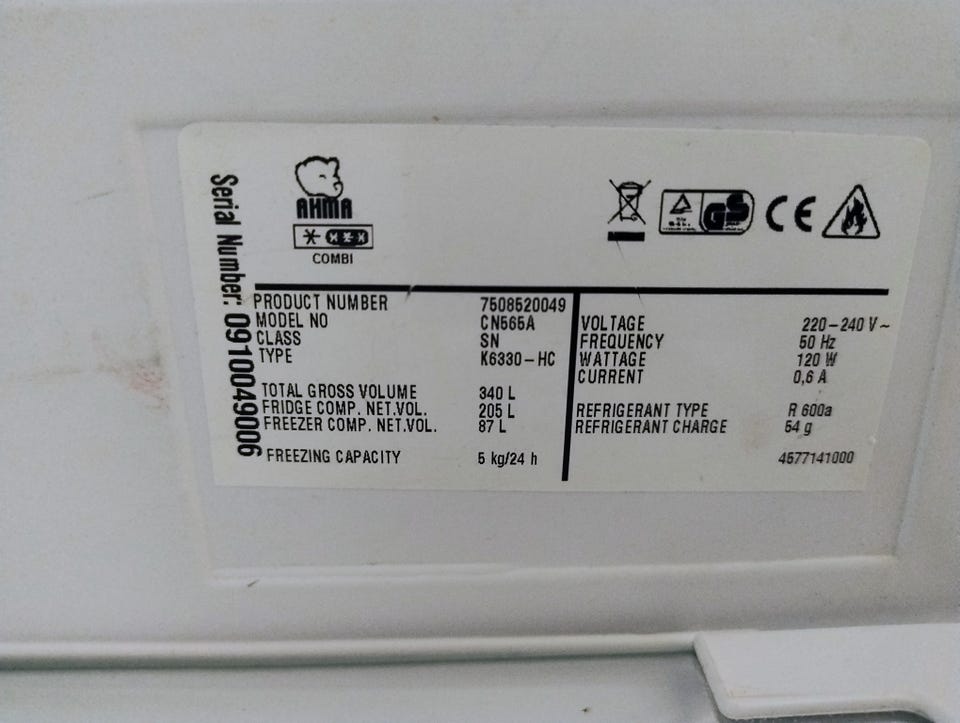 Serial Number: 0910049006
AHMA
COMBI
GS
CE
PRODUCT NUMBER 7508520049
MODEL NO CN565A
CLASS SN
TYPE K6330-HC
TOTAL GROSS VOLUME 340 L
FRIDGE COMP. NET.VOL. 205 L
FREEZER COMP. NET.VOL. 87 L
FREEZING CAPACITY 5 kg/24 h
VOLTAGE 220-240 V~
FREQUENCY 50 Hz
WATTAGE 120 W
CURRENT 0,6 A
REFRIGERANT TYPE R 600a
REFRIGERANT CHARGE 54 g
4577141000